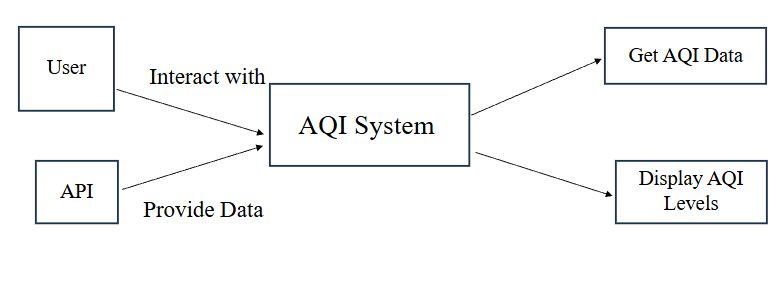 User
Interact with
Get AQI Data
AQI System
API
Provide Data
Display AQI
Levels